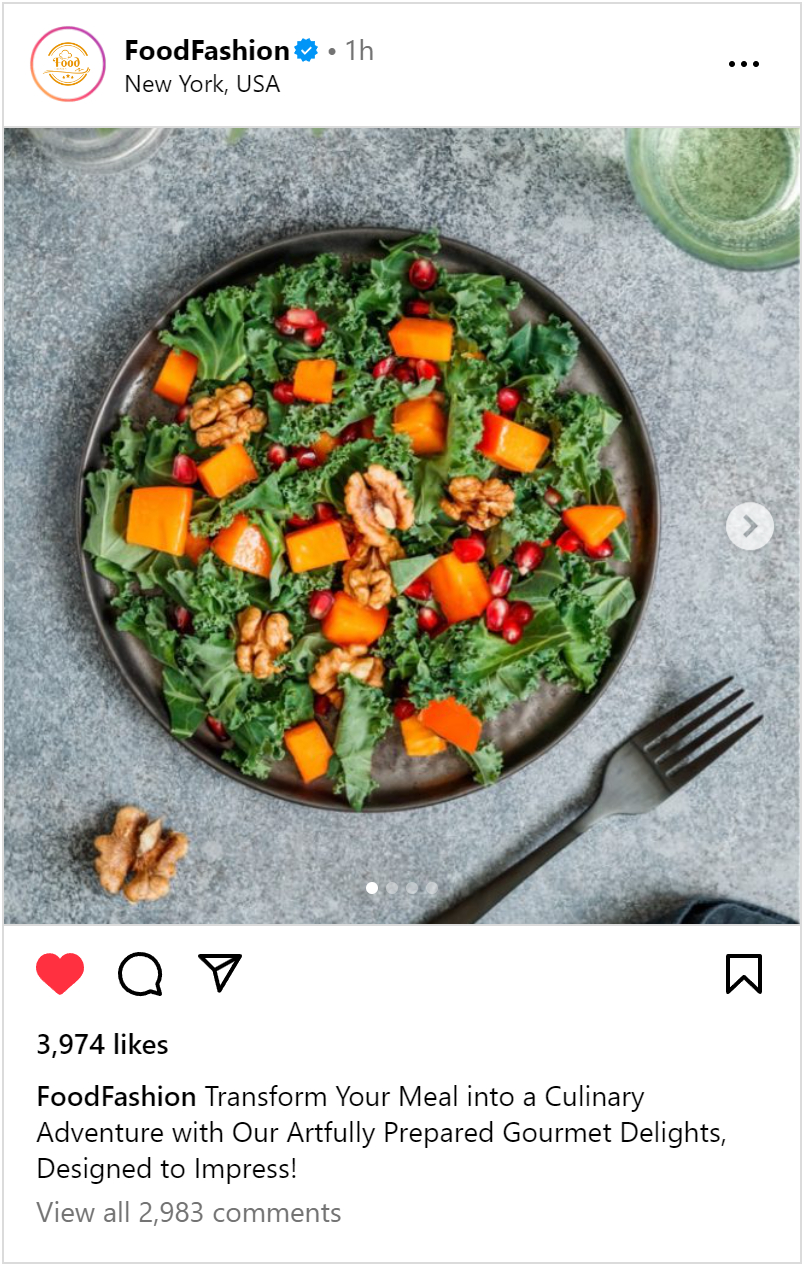 Food
FoodFashion • 1h
New York, USA
3,974 likes
FoodFashion Transform Your Meal into a Culinary
Adventure with Our Artfully Prepared Gourmet Delights,
Designed to Impress!
View all 2,983 comments